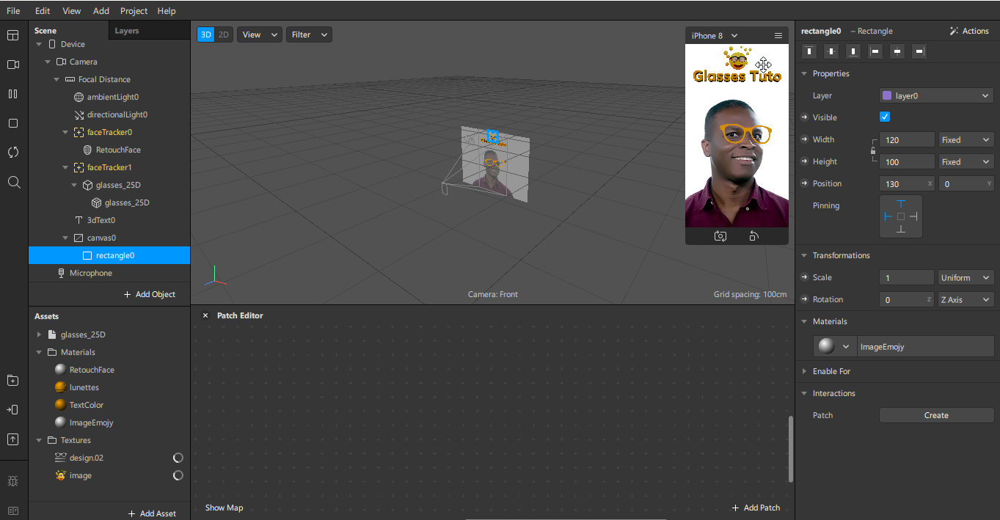 File Edit View Add Project Help
Scene Layers
Device
Camera
Focal Distance
ambientLight0
directionalLight0
faceTracker0
RetouchFace
faceTracker1
glasses_25D
glasses_25D
3dText0
canvas0
rectangle0
Microphone
+ Add Object
Assets
glasses_25D
Materials
RetouchFace
lunettes
TextColor
ImageEmojy
Textures
design.02
image
+ Add Asset
3D 2D View Filter
iPhone 8
Glasses Tuto
Camera: Front
Grid spacing: 100cm
Patch Editor
Show Map
+ Add Patch
rectangle0 – Rectangle Actions
Properties
Layer layer0
Visible
Width 120 Fixed
Height 100 Fixed
Position 130 X 0 Y
Pinning
Transformations
Scale 1 Uniform
Rotation 0 Z Z Axis
Materials
ImageEmojy
Enable For
Interactions
Patch Create